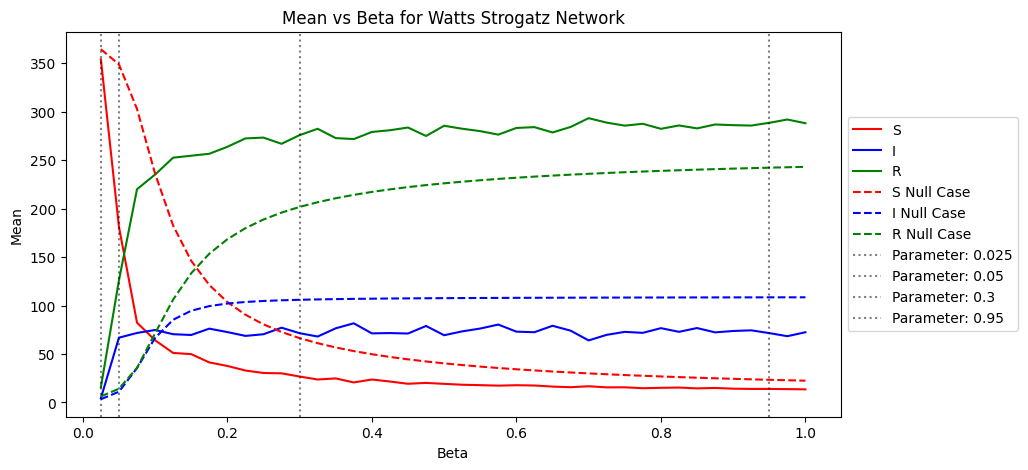 Mean vs Beta for Watts Strogatz Network
Mean
350
300
250
200
150
100
50
0
0.0
0.2
0.4
0.6
0.8
1.0
Beta
S
I
R
S Null Case
I Null Case
R Null Case
Parameter: 0.025
Parameter: 0.05
Parameter: 0.3
Parameter: 0.95